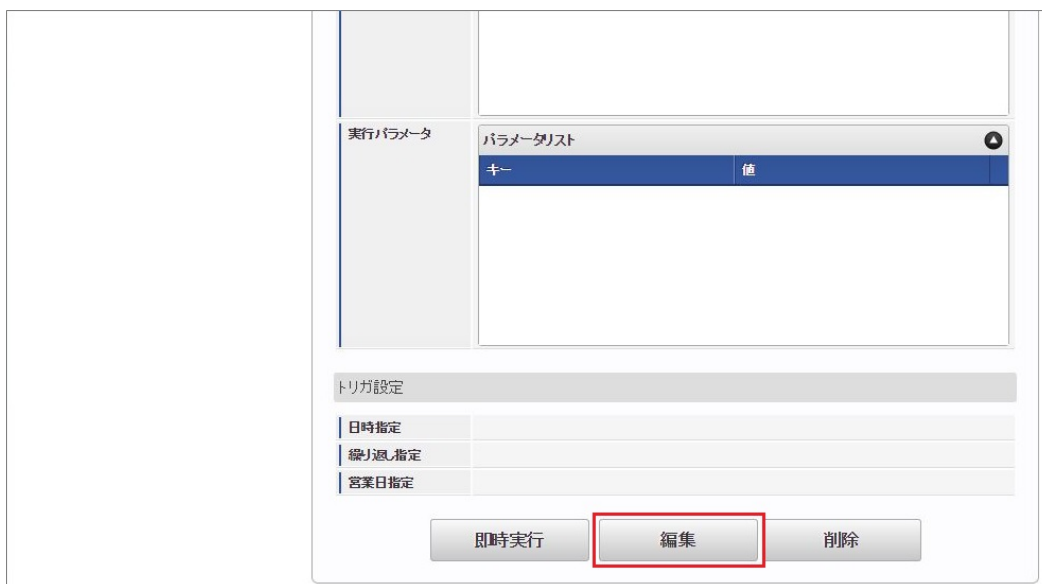 実行パラメータ
パラメータリスト
キー 値
トリガ設定
日時指定
繰り返し指定
営業日指定
即時実行 編集 削除